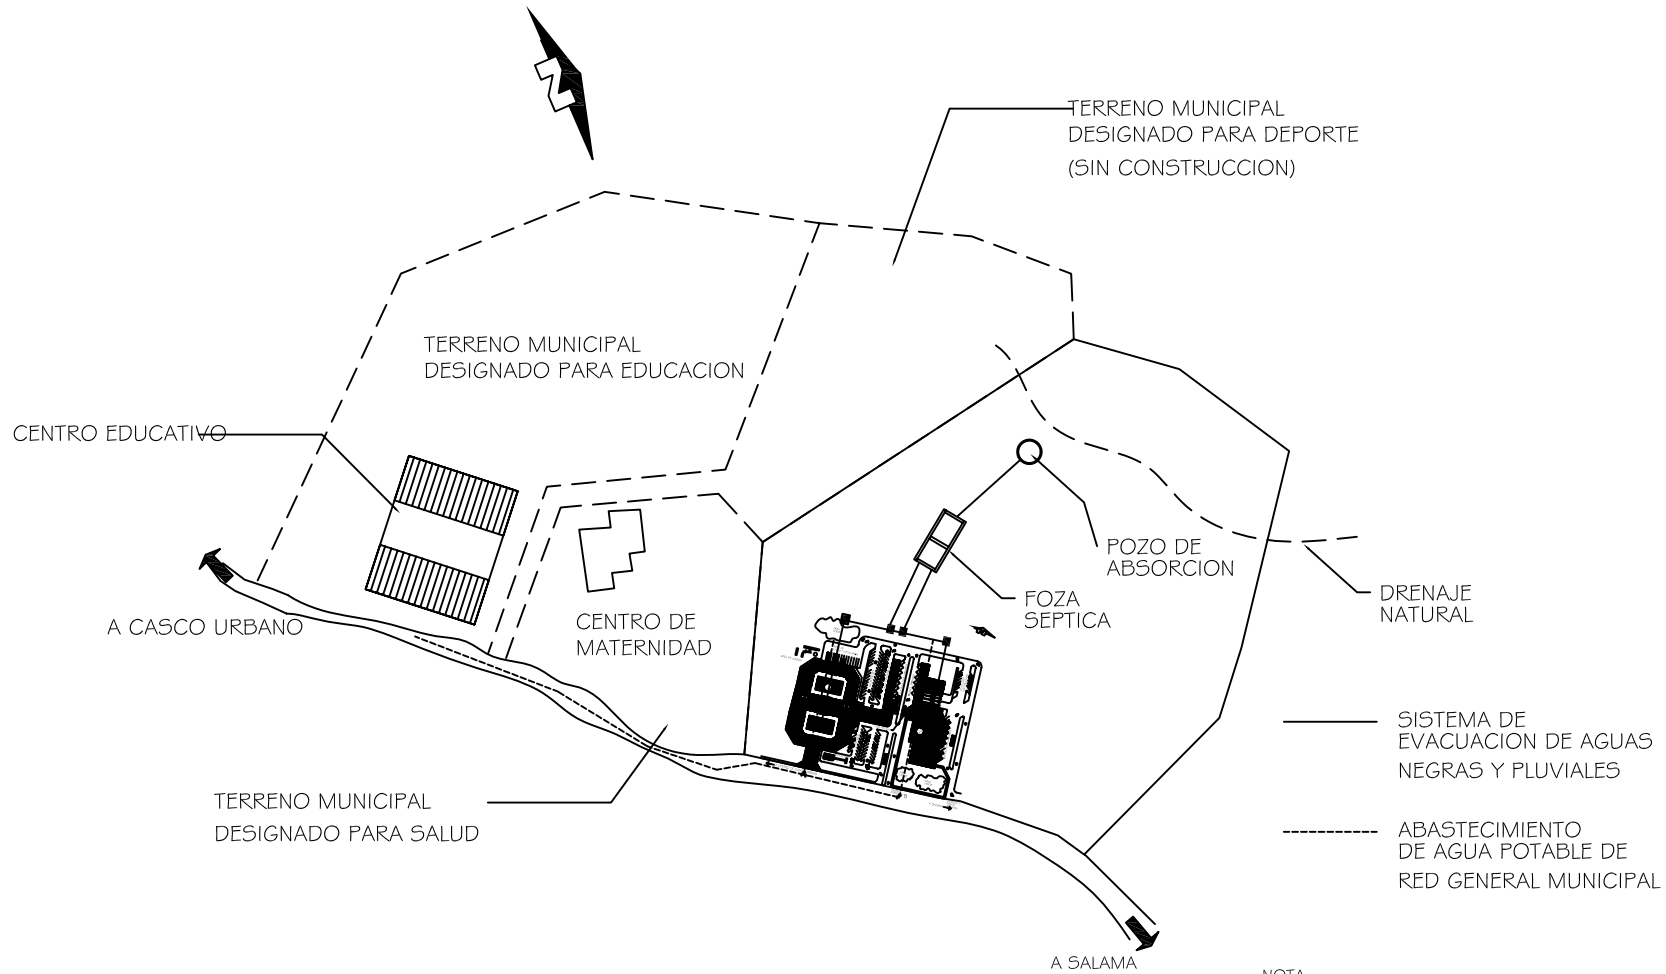 N
TERRENO MUNICIPAL
DESIGNADO PARA DEPORTE
(SIN CONSTRUCCION)
TERRENO MUNICIPAL
DESIGNADO PARA EDUCACION
CENTRO EDUCATIVO
POZO DE
ABSORCION
FOZA
SEPTICA
DRENAJE
NATURAL
A CASCO URBANO
CENTRO DE
MATERNIDAD
SISTEMA DE
EVACUACION DE AGUAS
NEGRAS Y PLUVIALES
TERRENO MUNICIPAL
DESIGNADO PARA SALUD
ABASTECIMIENTO
DE AGUA POTABLE DE
RED GENERAL MUNICIPAL
A SALAMA
NOTA